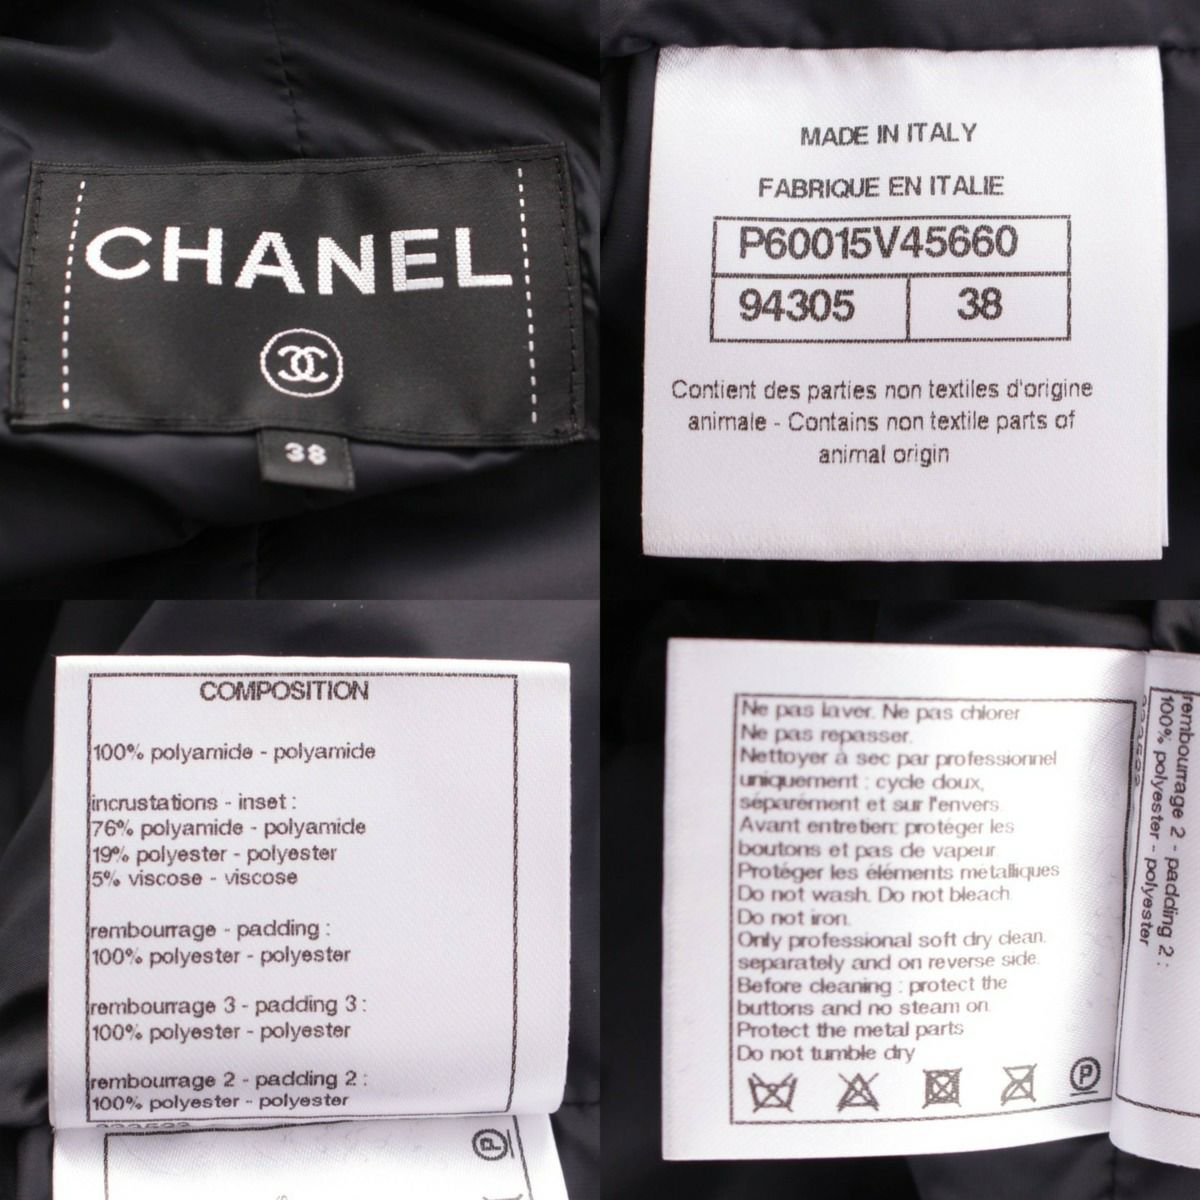 CHANEL
38
MADE IN ITALY
FABRIQUE EN ITALIE
P60015V45660
94305 38
Contient des parties non textiles d'origine
animale - Contains non textile parts of
animal origin
COMPOSITION
100% polyamide - polyamide
incrustations - inset :
76% polyamide - polyamide
19% polyester - polyester
5% viscose - viscose
rembourrage - padding :
100% polyester - polyester
rembourrage 3 - padding 3 :
100% polyester - polyester
rembourrage 2 - padding 2 :
100% polyester - polyester
P
Ne pas laver. Ne pas chlorer
Ne pas repasser.
Nettoyer à sec par professionnel
uniquement : cycle doux,
séparément et sur l'envers.
Avant entretien: protéger les
boutons et pas de vapeur.
Protéger les éléments metalliques
Do not wash. Do not bleach.
Do not iron.
Only professional soft dry clean.
separately and on reverse side.
Before cleaning : protect the
buttons and no steam on.
Protect the metal parts
Do not tumble dry
P
rembourrage 2 - padding 2 :
100% polyester - polyester